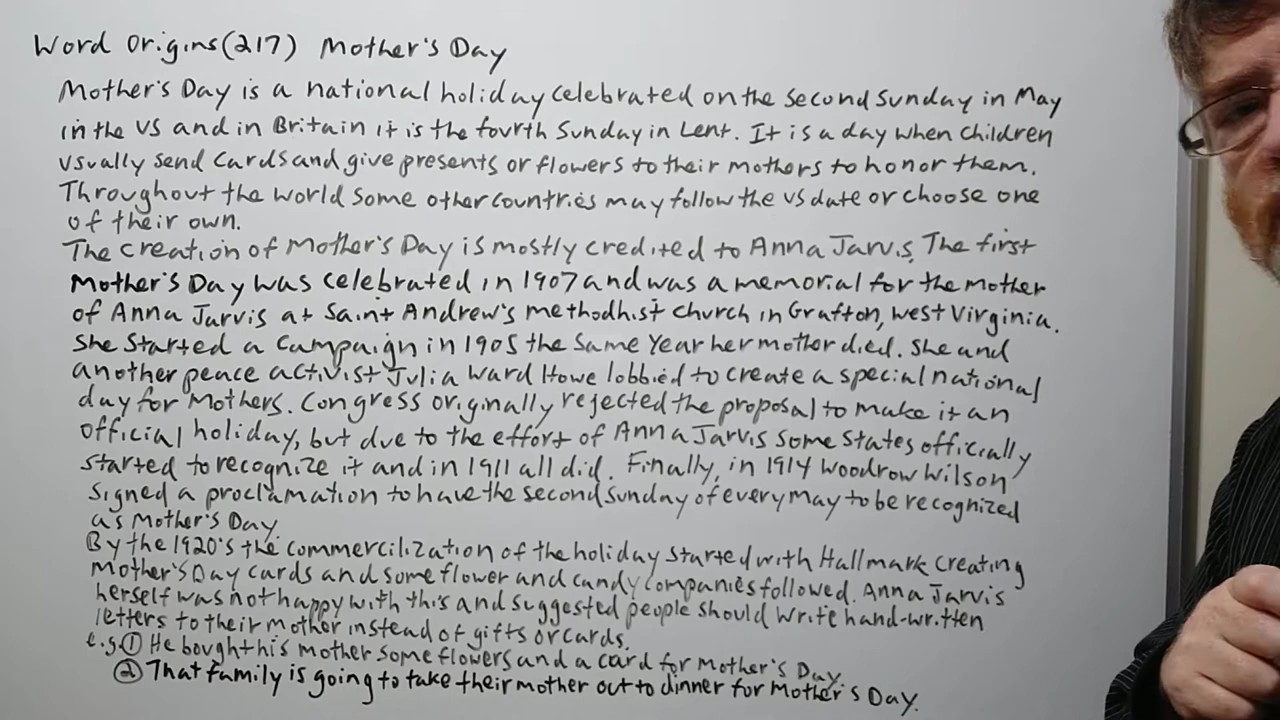 Word Origins(217) Mother's Day
Mother's Day is a national holiday celebrated on the second Sunday in May
in the US and in Britain it is the fourth Sunday in Lent. It is a day when children
usually send cards and give presents or flowers to their mothers to honor them.
Throughout the world some other countries may follow the US date or choose one
of their own.
The creation of Mother's Day is mostly credited to Anna Jarvis. The first
Mother's Day was celebrated in 1907 and was a memorial for the mother
of Anna Jarvis at Saint Andrew's methodhist church in Grafton, West Virginia.
She started a campaign in 1905 the same year her mother died. She and
another peace activist Julia Ward Howe lobbied to create a special national
day for Mothers. Congress originally rejected the proposal to make it an
official holiday, but due to the effort of Anna Jarvis some states officially
started to recognize it and in 1911 all did. Finally, in 1914 Woodrow Wilson
signed a proclamation to have the second Sunday of every May to be recognized
as Mother's Day.
By the 1920's the commercilization of the holiday started with Hallmark creating
Mother's Day cards and some flower and candy companies followed. Anna Jarvis
herself was not happy with this and suggested people should write hand-written
letters to their mother instead of gifts or cards.
e.g. ① He bought his mother some flowers and a card for Mother's Day.
② That family is going to take their mother out to dinner for Mother's Day.